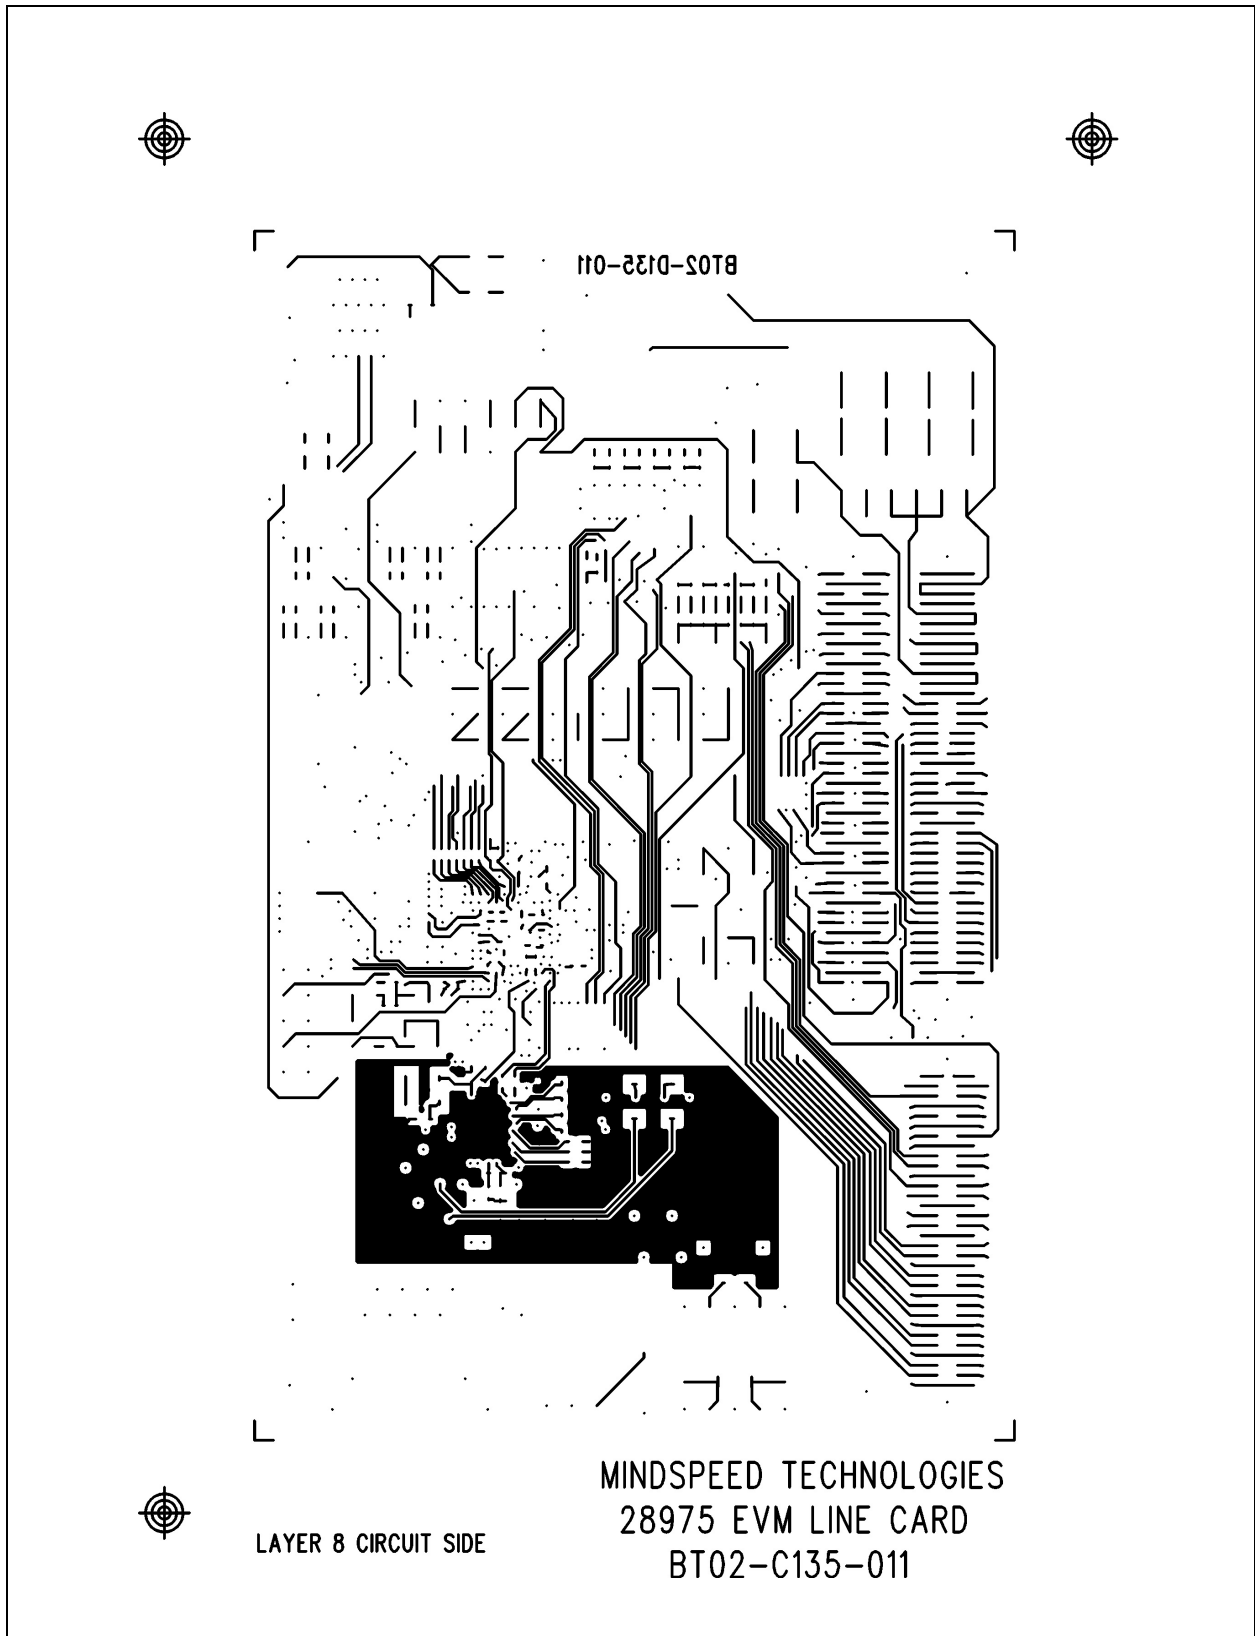 BT02-D135-011
MINDSPEED TECHNOLOGIES
28975 EVM LINE CARD
BT02-C135-011
LAYER 8 CIRCUIT SIDE